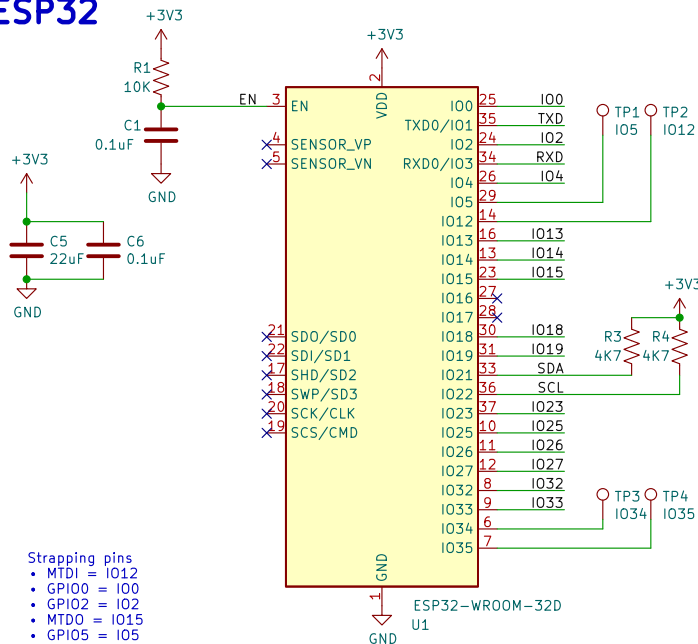 ESP32
+3V3
R1
10K
C1
0.1uF
GND
+3V3
C5
22uF
C6
0.1uF
GND
+3V3
2
VDD
EN 3 EN
4 SENSOR_VP
5 SENSOR_VN
21 SDO/SD0
22 SDI/SD1
17 SHD/SD2
18 SWP/SD3
20 SCK/CLK
19 SCS/CMD
IO0 25 IO0
TXD0/IO1 35 TXD
IO2 24 IO2
RXD0/IO3 34 RXD
IO4 26 IO4
IO5 29
IO12 14
IO13 16 IO13
IO14 13 IO14
IO15 23 IO15
IO16 27
IO17 28
IO18 30 IO18
IO19 31 IO19
IO21 33 SDA
IO22 36 SCL
IO23 37 IO23
IO25 10 IO25
IO26 11 IO26
IO27 12 IO27
IO32 8 IO32
IO33 9 IO33
IO34 6
IO35 7
GND
1
GND
ESP32-WROOM-32D
U1
TP1
IO5
TP2
IO12
+3V3
R3
4K7
R4
4K7
TP3
IO34
TP4
IO35
Strapping pins
• MTDI = IO12
• GPIO0 = IO0
• GPIO2 = IO2
• MTDO = IO15
• GPIO5 = IO5